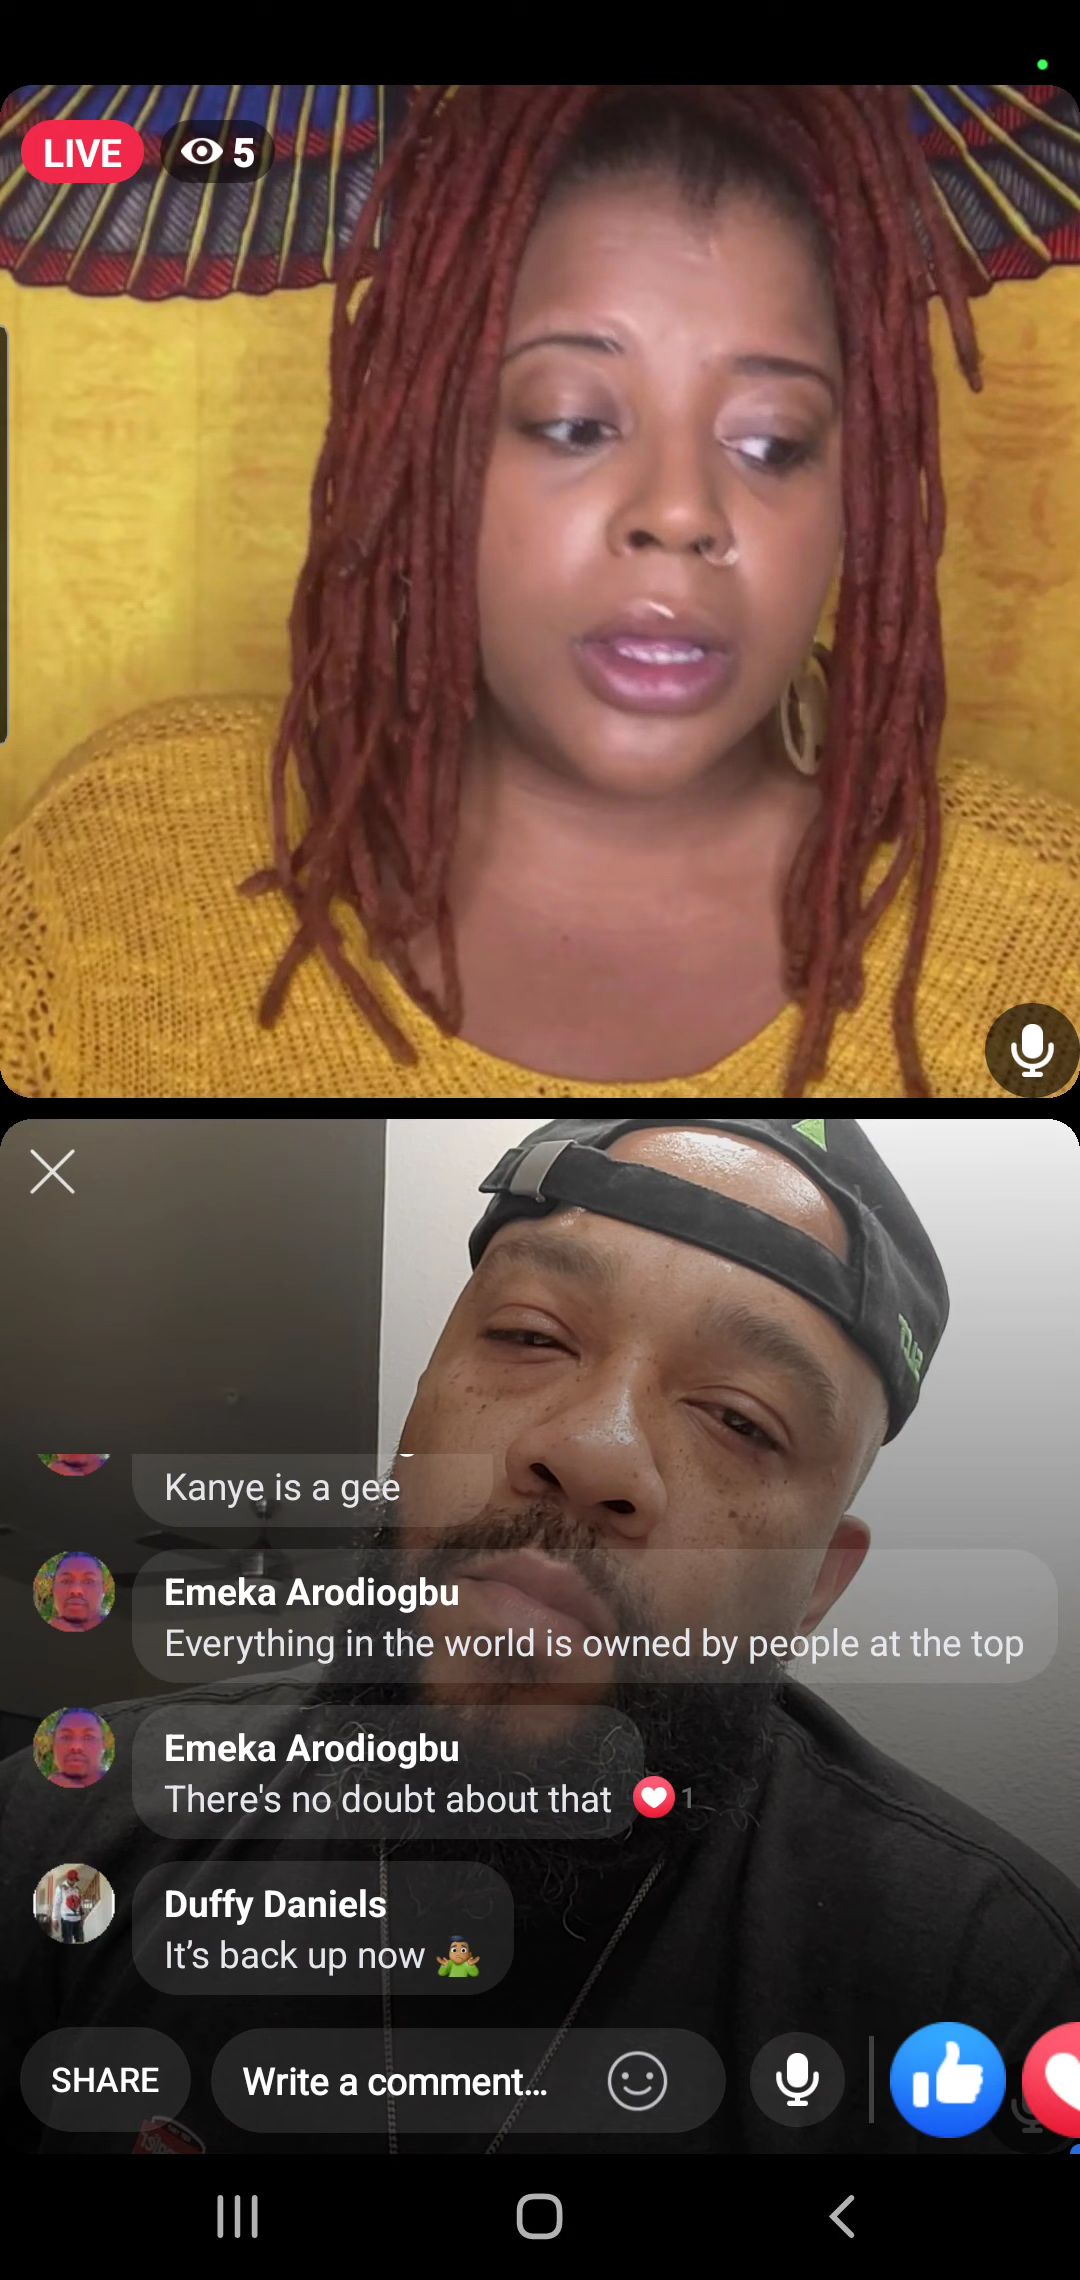 LIVE 5
Kanye is a gee
Emeka Arodiogbu
Everything in the world is owned by people at the top
Emeka Arodiogbu
There's no doubt about that 1
Duffy Daniels
It’s back up now 🤷🏽‍♂️
SHARE
Write a comment...